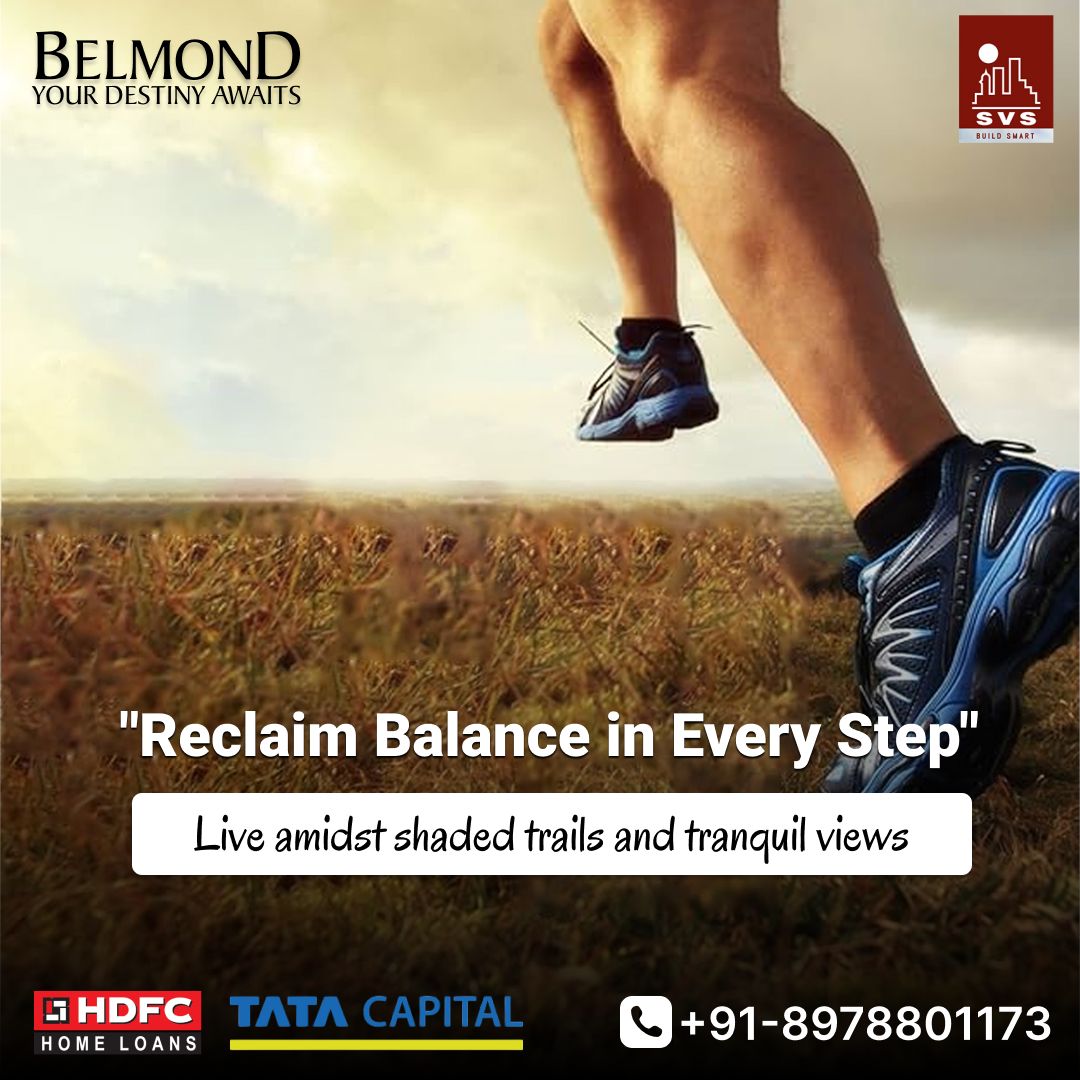 BELMOND
YOUR DESTINY AWAITS
SVS
BUILD SMART
"Reclaim Balance in Every Step"
Live amidst shaded trails and tranquil views
HDFC
HOME LOANS
TATA CAPITAL
+91-8978801173